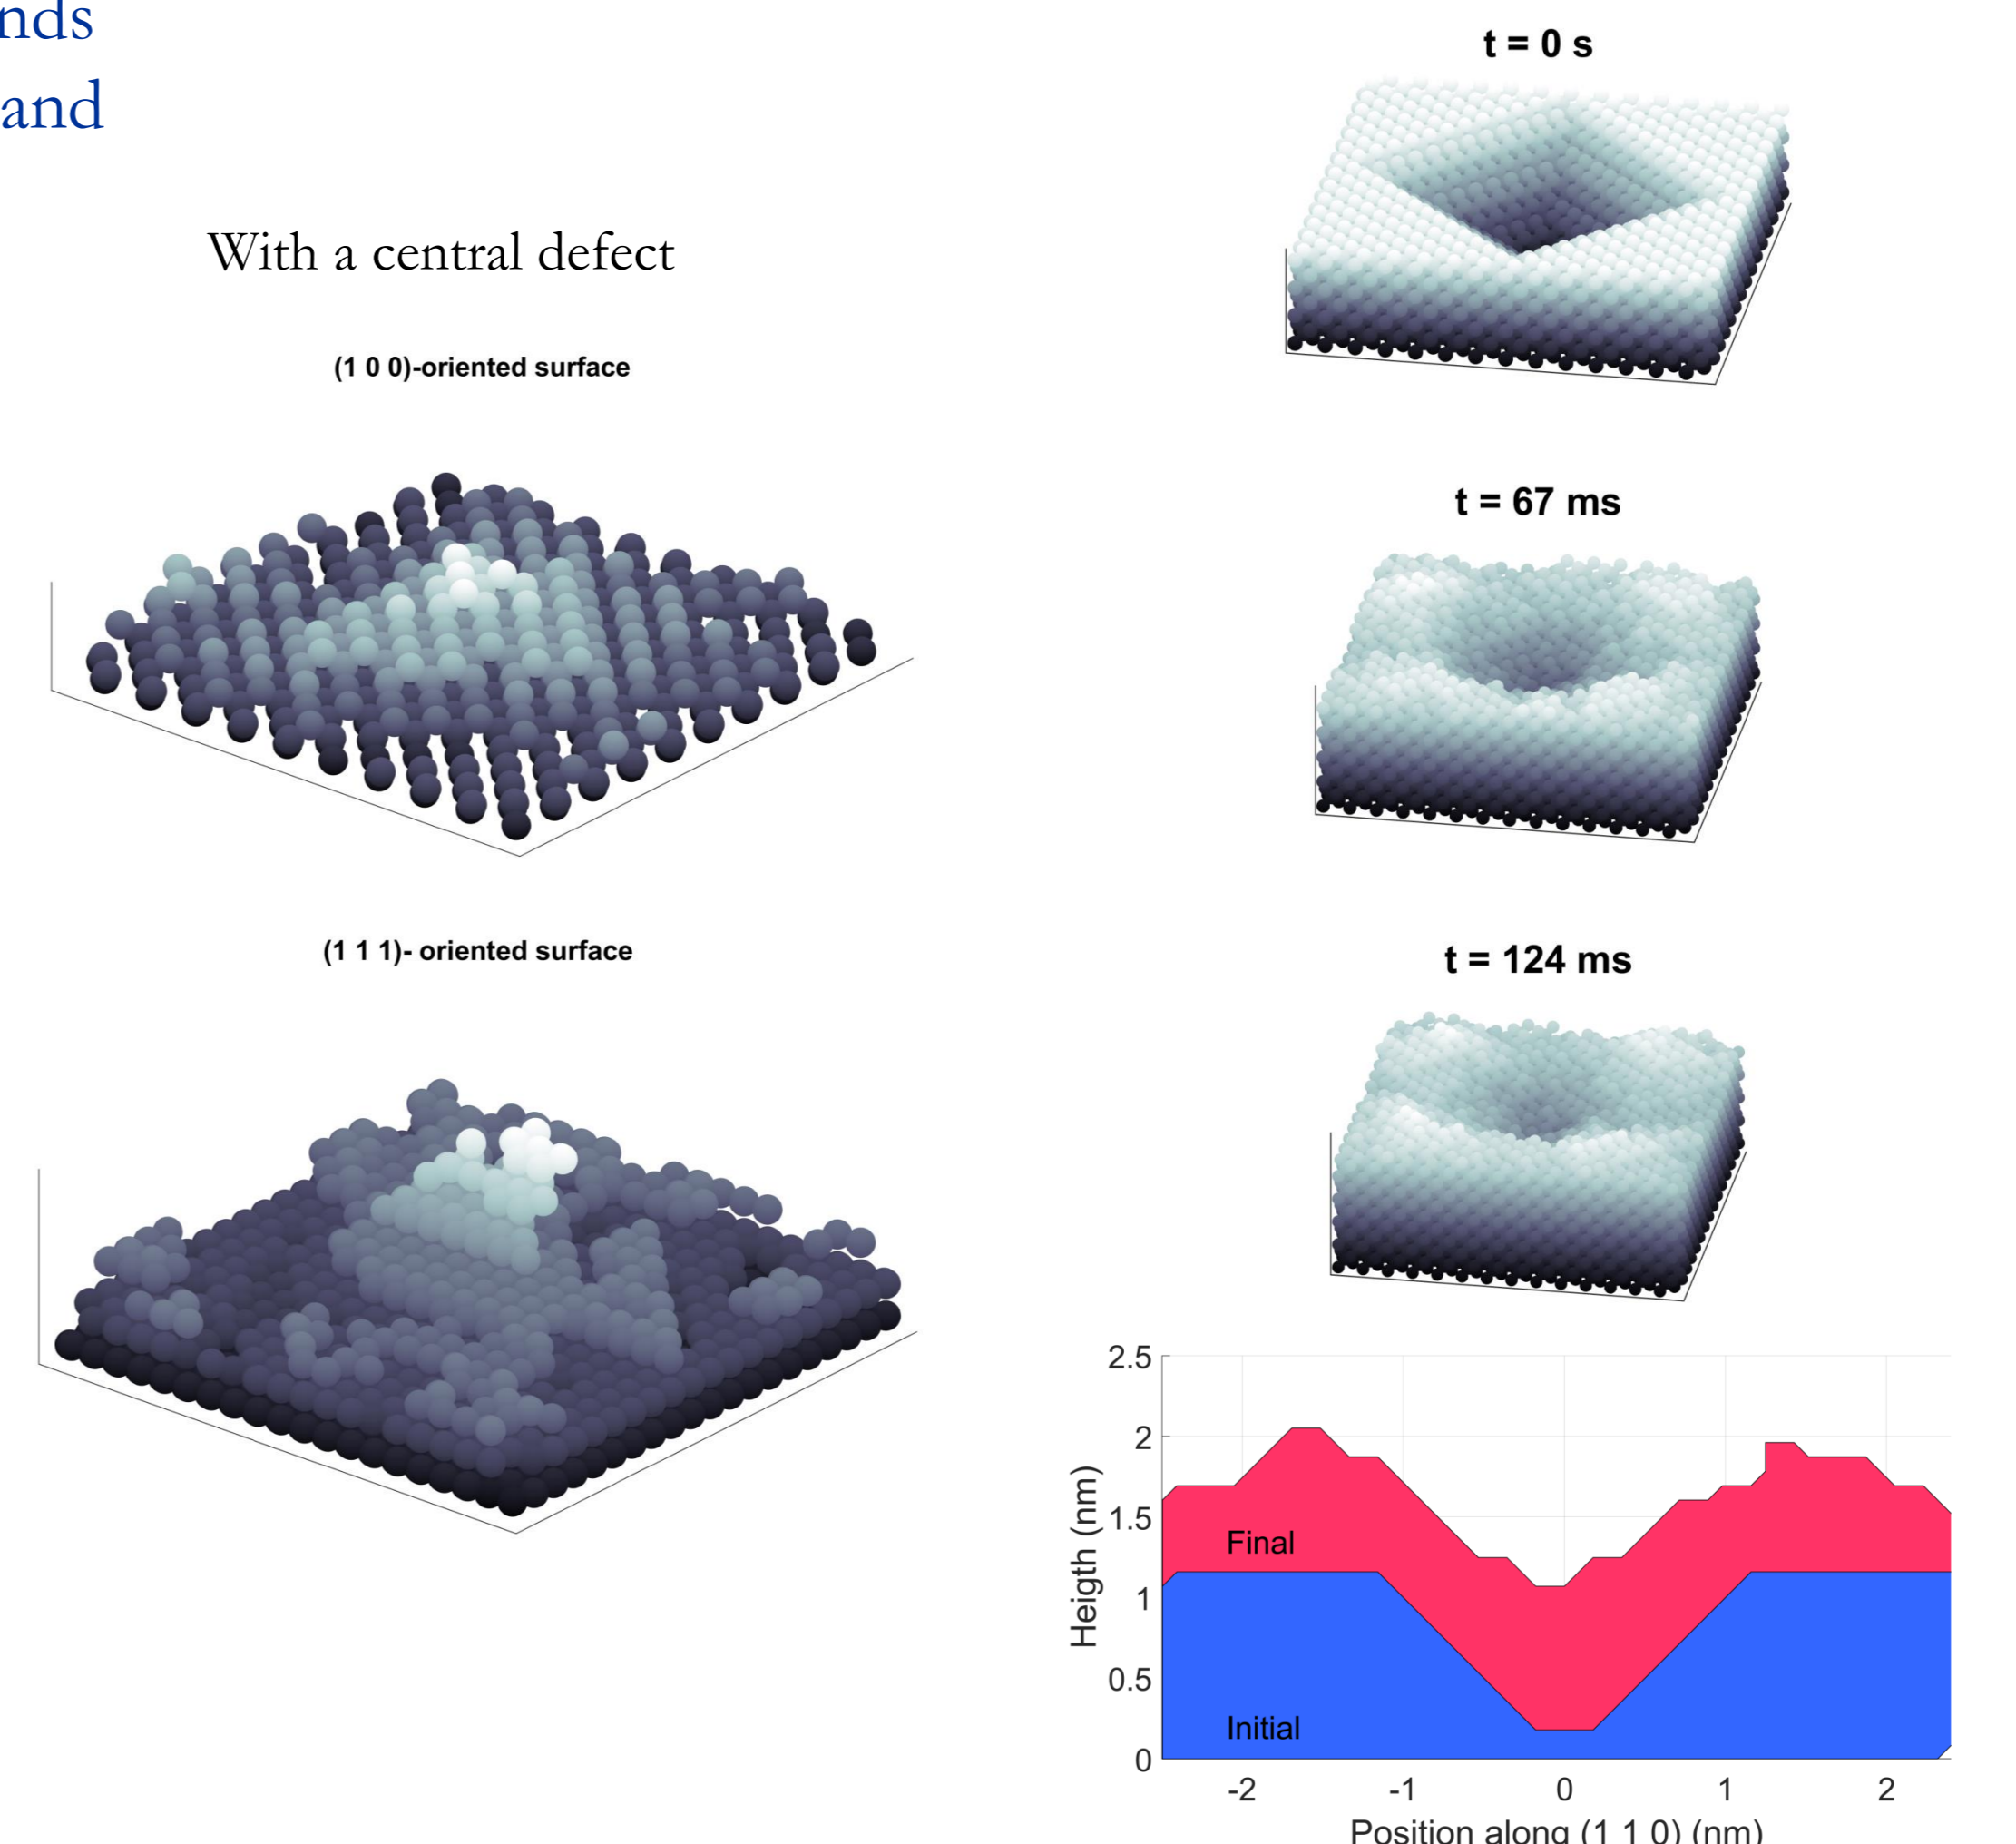 nds
and
With a central defect
(1 0 0)-oriented surface
(1 1 1)- oriented surface
t = 0 s
t = 67 ms
t = 124 ms
2.5
2
1.5
1
0.5
0
Heigth (nm)
Final
Initial
-2 -1 0 1 2
Position along (1 1 0) (nm)